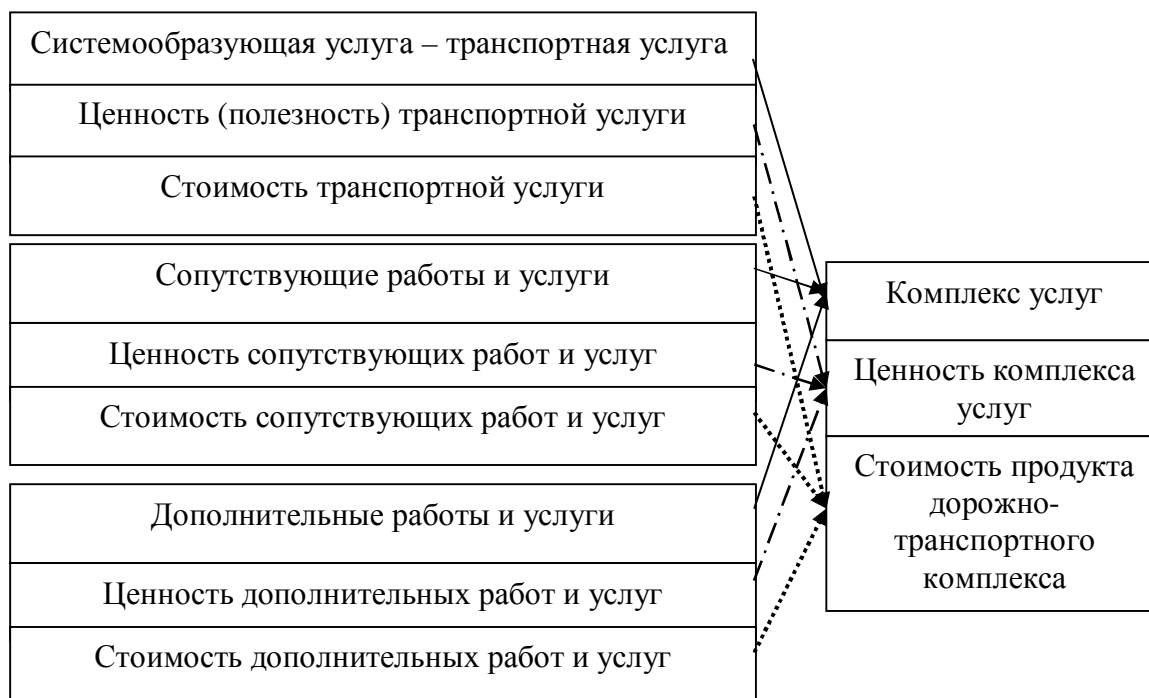 Системообразующая услуга – транспортная услуга
Ценность (полезность) транспортной услуги
Стоимость транспортной услуги
Сопутствующие работы и услуги
Ценность сопутствующих работ и услуг
Стоимость сопутствующих работ и услуг
Дополнительные работы и услуги
Ценность дополнительных работ и услуг
Стоимость дополнительных работ и услуг
Комплекс услуг
Ценность комплекса
услуг
Стоимость продукта
дорожно-
транспортного
комплекса